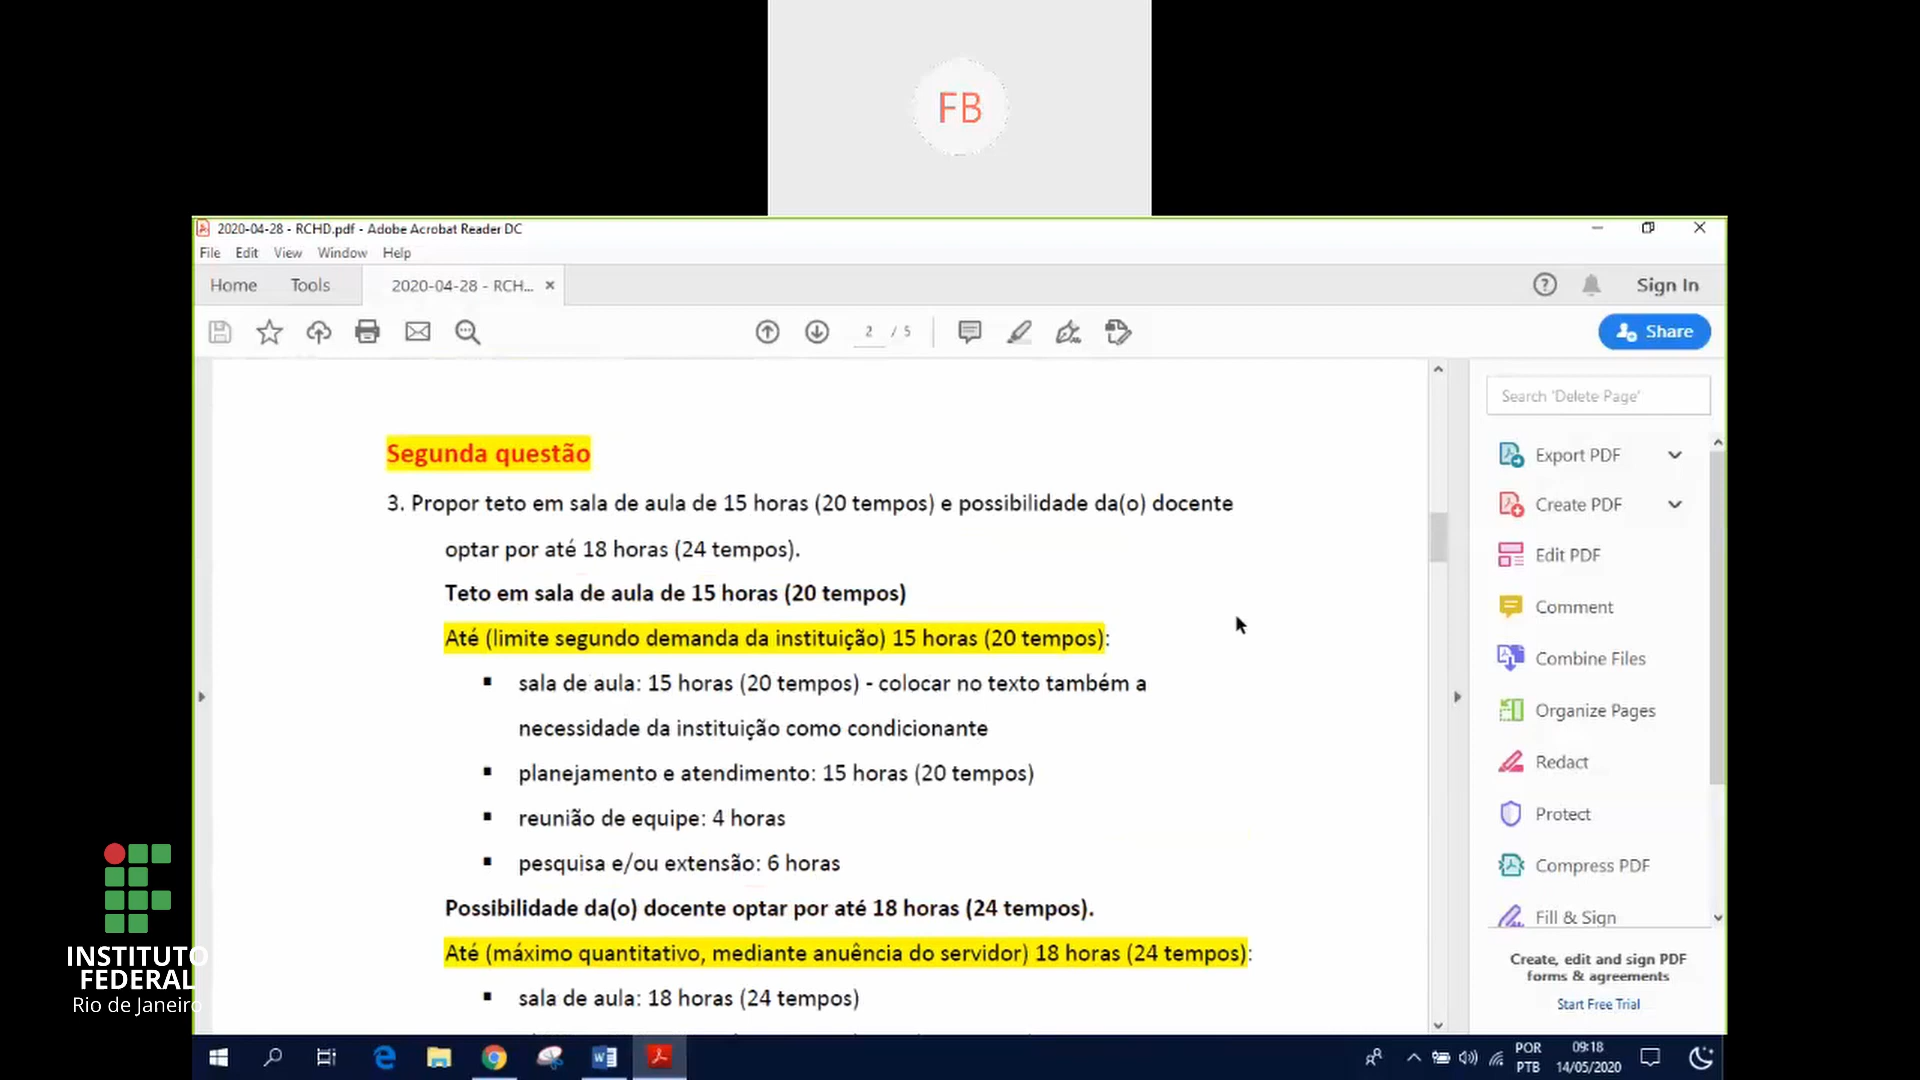 FB
2020-04-28 - RCHD.pdf - Adobe Acrobat Reader DC
File Edit View Window Help
Home Tools 2020-04-28 - RCH... Sign In
2 / 5 Share
Segunda questão
3. Propor teto em sala de aula de 15 horas (20 tempos) e possibilidade da(o) docente
optar por até 18 horas (24 tempos).
Teto em sala de aula de 15 horas (20 tempos)
Até (limite segundo demanda da instituição) 15 horas (20 tempos):
▪ sala de aula: 15 horas (20 tempos) - colocar no texto também a
necessidade da instituição como condicionante
▪ planejamento e atendimento: 15 horas (20 tempos)
▪ reunião de equipe: 4 horas
▪ pesquisa e/ou extensão: 6 horas
Possibilidade da(o) docente optar por até 18 horas (24 tempos).
Até (máximo quantitativo, mediante anuência do servidor) 18 horas (24 tempos):
▪ sala de aula: 18 horas (24 tempos)
Search 'Delete Page'
Export PDF
Create PDF
Edit PDF
Comment
Combine Files
Organize Pages
Redact
Protect
Compress PDF
Fill & Sign
Create, edit and sign PDF
forms & agreements
Start Free Trial
INSTITUTO
FEDERAL
Rio de Janeiro
POR
PTB
09:18
14/05/2020